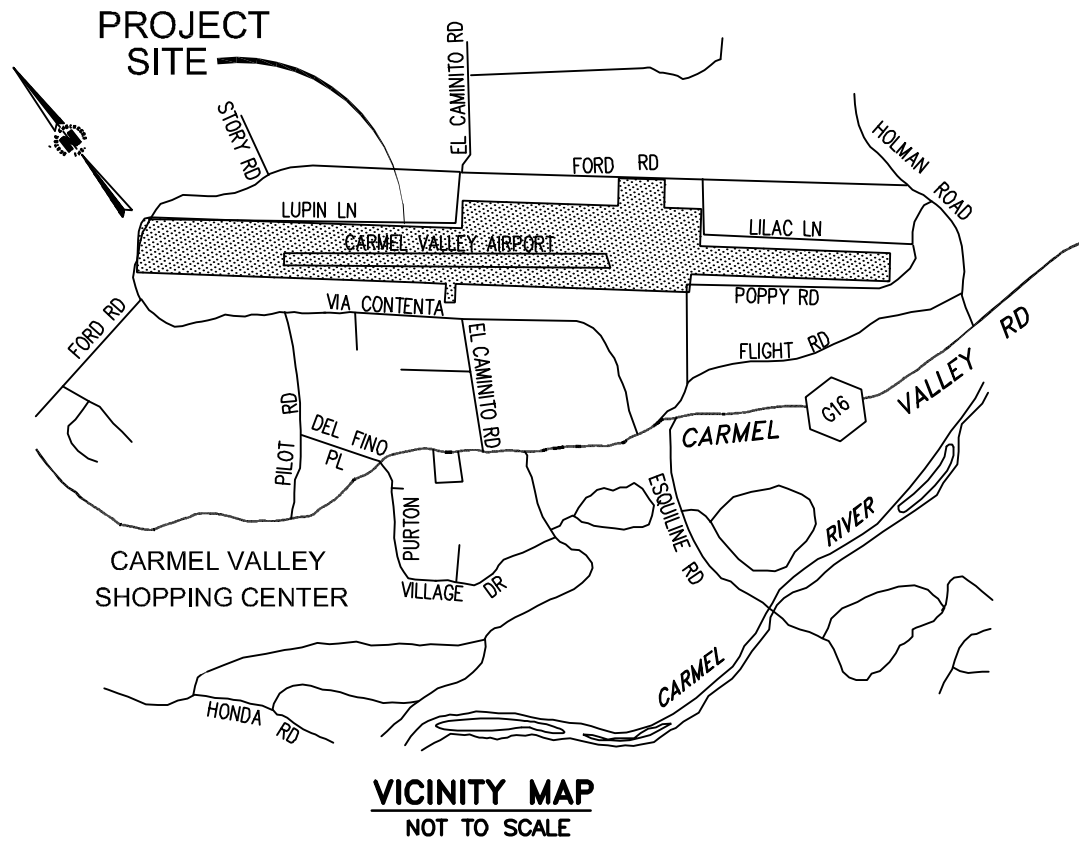 PROJECT
SITE
EL CAMINITO RD
STORY RD
HOLMAN ROAD
FORD RD
LUPIN LN
LILAC LN
CARMEL VALLEY AIRPORT
POPPY RD
VIA CONTENTA
FORD RD
EL CAMINITO RD
FLIGHT RD
CARMEL VALLEY RD
G16
PILOT RD
DEL FINO
PL
PURTON
ESQUILINE RD
CARMEL RIVER
CARMEL VALLEY
SHOPPING CENTER
VILLAGE DR
HONDA RD
VICINITY MAP
NOT TO SCALE